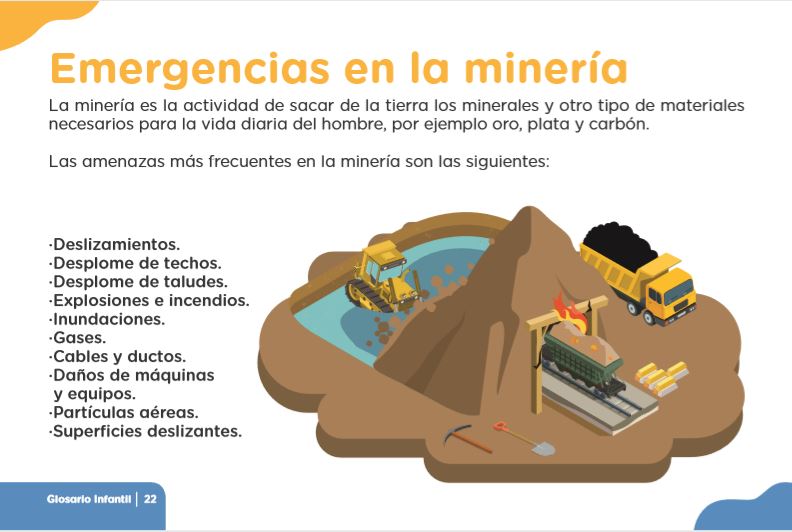 Emergencias en la minería
La minería es la actividad de sacar de la tierra los minerales y otro tipo de materiales
necesarios para la vida diaria del hombre, por ejemplo oro, plata y carbón.
Las amenazas más frecuentes en la minería son las siguientes:
·Deslizamientos.
·Desplome de techos.
·Desplome de taludes.
·Explosiones e incendios.
·Inundaciones.
·Gases.
·Cables y ductos.
·Daños de máquinas
y equipos.
·Partículas aéreas.
·Superficies deslizantes.
Glosario Infantil | 22